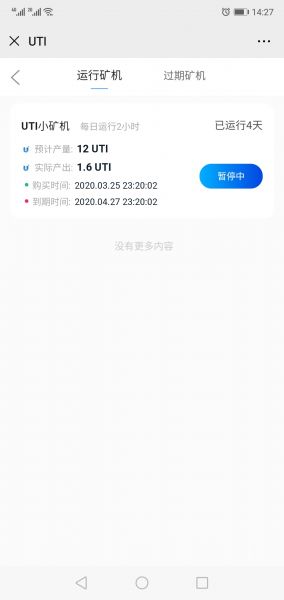 4G 2G 14:27
UTI
运行矿机 过期矿机
UTI小矿机 每日运行2小时 已运行4天
预计产量: 12 UTI
实际产出: 1.6 UTI
暂停中
购买时间: 2020.03.25 23:20:02
到期时间: 2020.04.27 23:20:02
没有更多内容